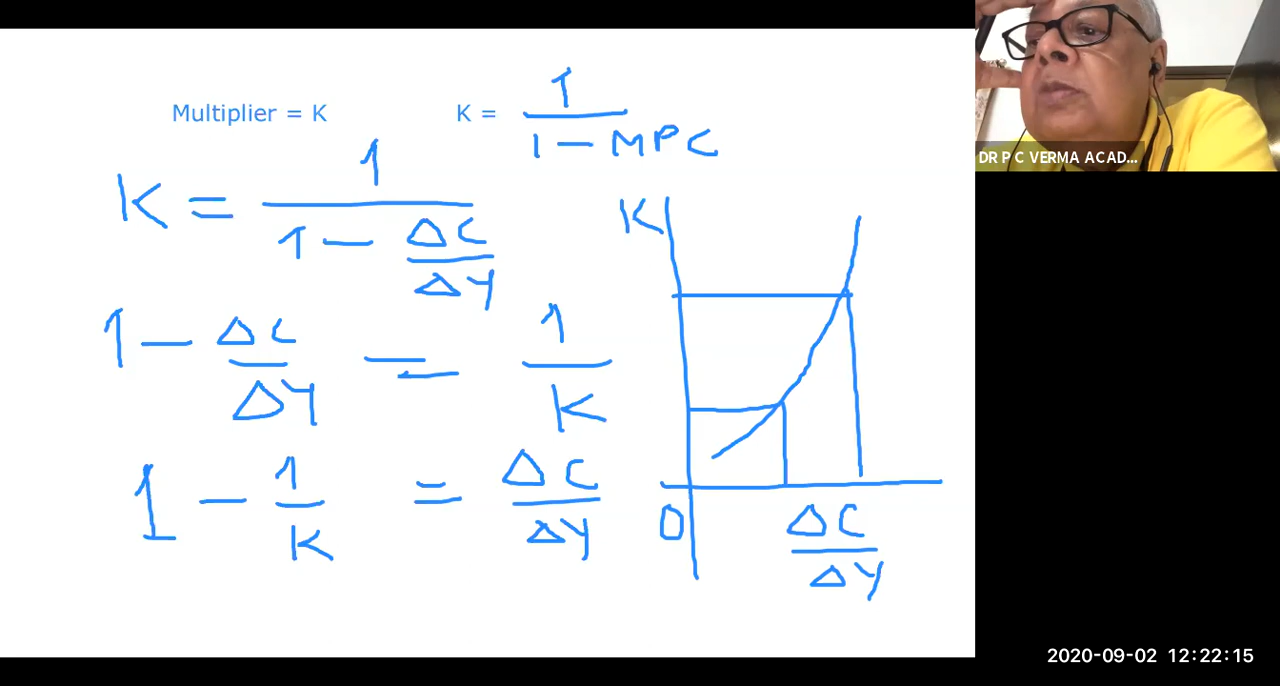 Multiplier = K
K = 1 / 1 - MPC
K = 1 / 1 - ΔC / ΔY
1 - ΔC / ΔY = 1 / K
1 - 1 / K = ΔC / ΔY
K
0
ΔC / ΔY
DR P C VERMA ACAD...
2020-09-02 12:22:15